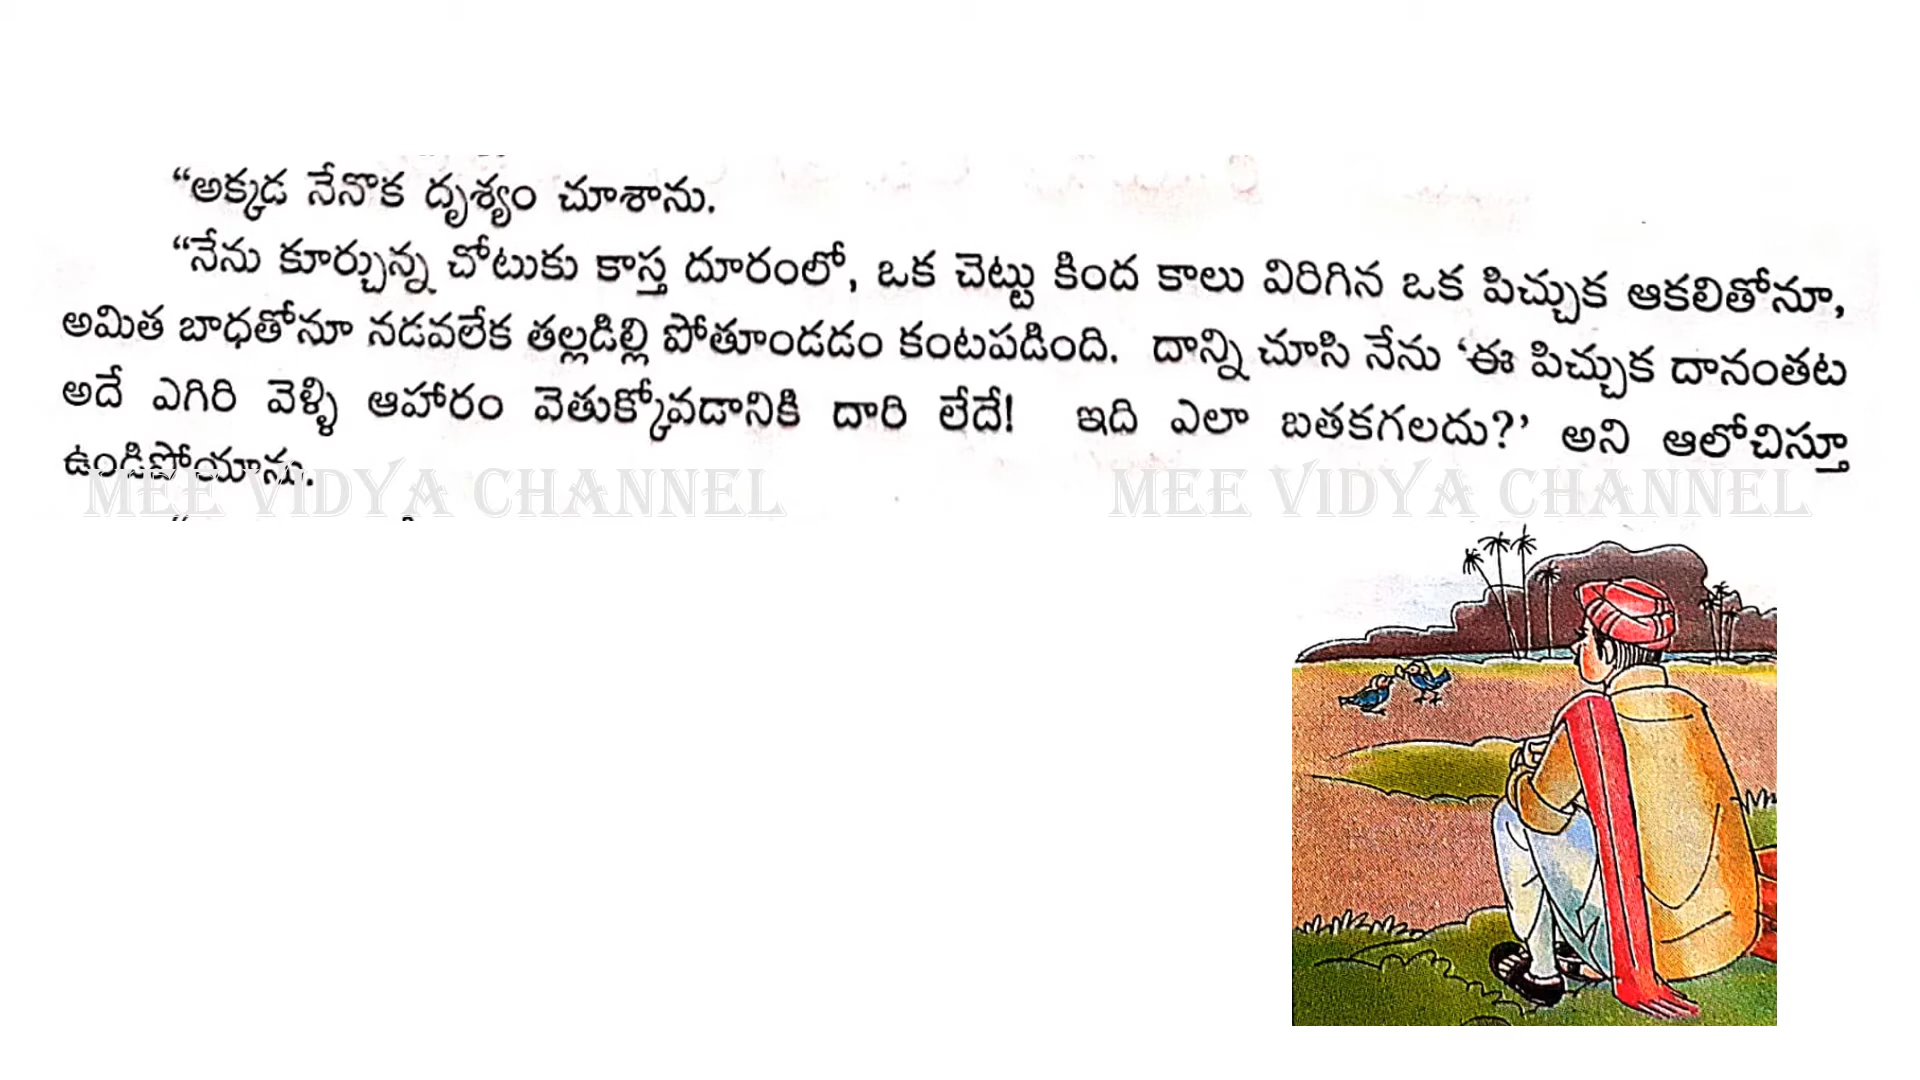 “అక్కడ నేనొక దృశ్యం చూశాను.
“నేను కూర్చున్న చోటుకు కాస్త దూరంలో, ఒక చెట్టు కింద కాలు విరిగిన ఒక పిచ్చుక ఆకలితోనూ,
అమిత బాధతోనూ నడవలేక తల్లడిల్లి పోతూండడం కంటపడింది. దాన్ని చూసి నేను ‘ఈ పిచ్చుక దానంతట
అదే ఎగిరి వెళ్ళి ఆహారం వెతుక్కోవడానికి దారి లేదే! ఇది ఎలా బతకగలదు?’ అని ఆలోచిస్తూ
ఉండిపోయాను.
MEE VIDYA CHANNEL MEE VIDYA CHANNEL